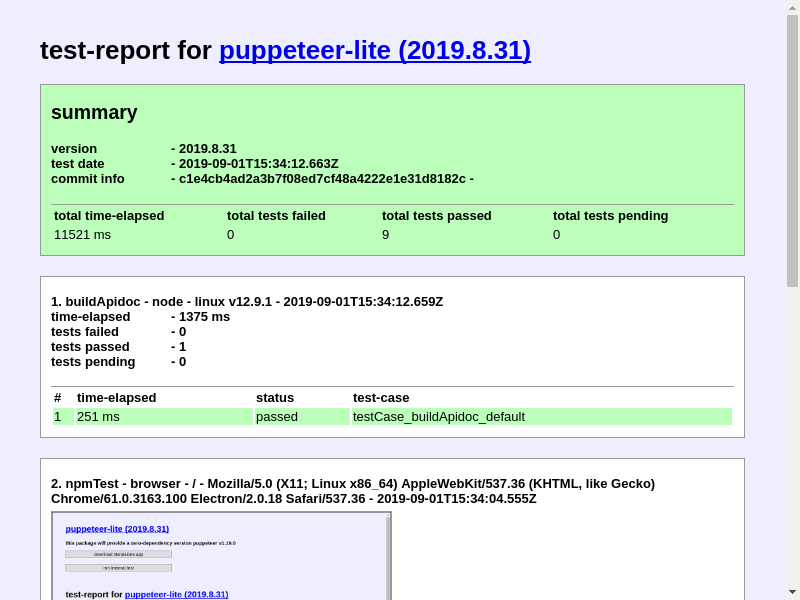 test-report for puppeteer-lite (2019.8.31)
summary
version - 2019.8.31
test date - 2019-09-01T15:34:12.663Z
commit info - c1e4cb4ad2a3b7f08ed7cf48a4222e1e31d8182c -
total time-elapsed total tests failed total tests passed total tests pending
11521 ms 0 9 0
1. buildApidoc - node - linux v12.9.1 - 2019-09-01T15:34:12.659Z
time-elapsed - 1375 ms
tests failed - 0
tests passed - 1
tests pending - 0
# time-elapsed status test-case
1 251 ms passed testCase_buildApidoc_default
2. npmTest - browser - / - Mozilla/5.0 (X11; Linux x86_64) AppleWebKit/537.36 (KHTML, like Gecko)
Chrome/61.0.3163.100 Electron/2.0.18 Safari/537.36 - 2019-09-01T15:34:04.555Z
puppeteer-lite (2019.8.31)
this package will provide a zero-dependency version puppeteer v1.19.0
download standalone app
run internal test
test-report for puppeteer-lite (2019.8.31)